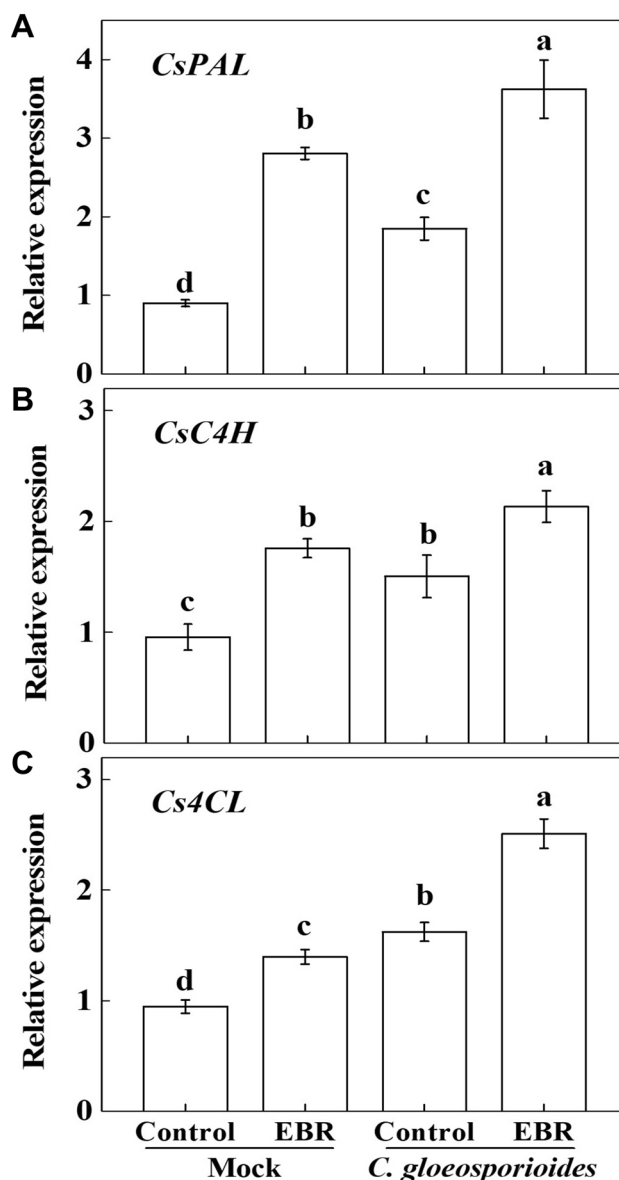 A
CsPAL
Relative expression
4
3
2
1
0
d
b
c
a
B
CsC4H
Relative expression
3
2
1
0
c
b
b
a
C
Cs4CL
Relative expression
3
2
1
0
d
c
b
a
Control EBR Control EBR
Mock C. gloeosporioides